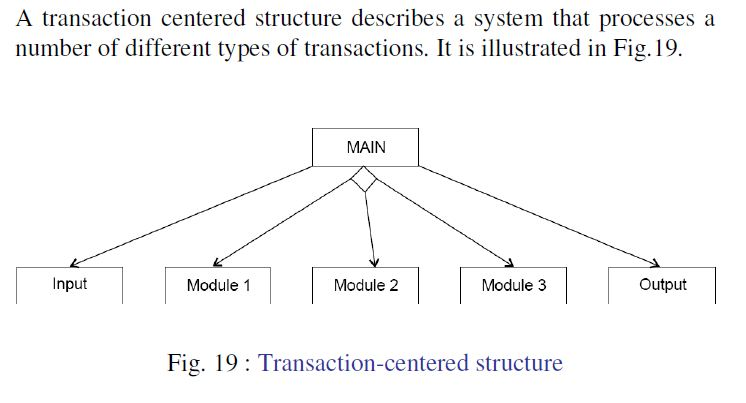 A transaction centered structure describes a system that processes a
number of different types of transactions. It is illustrated in Fig.19.
MAIN
Input
Module 1
Module 2
Module 3
Output
Fig. 19 : Transaction-centered structure